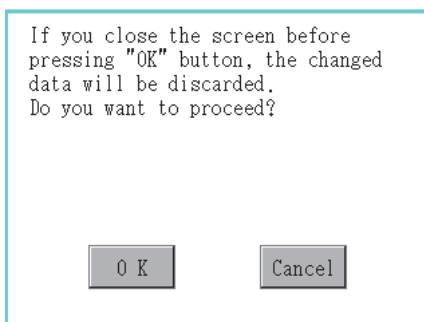 If you close the screen before
pressing "OK" button, the changed
data will be discarded.
Do you want to proceed?
O K
Cancel